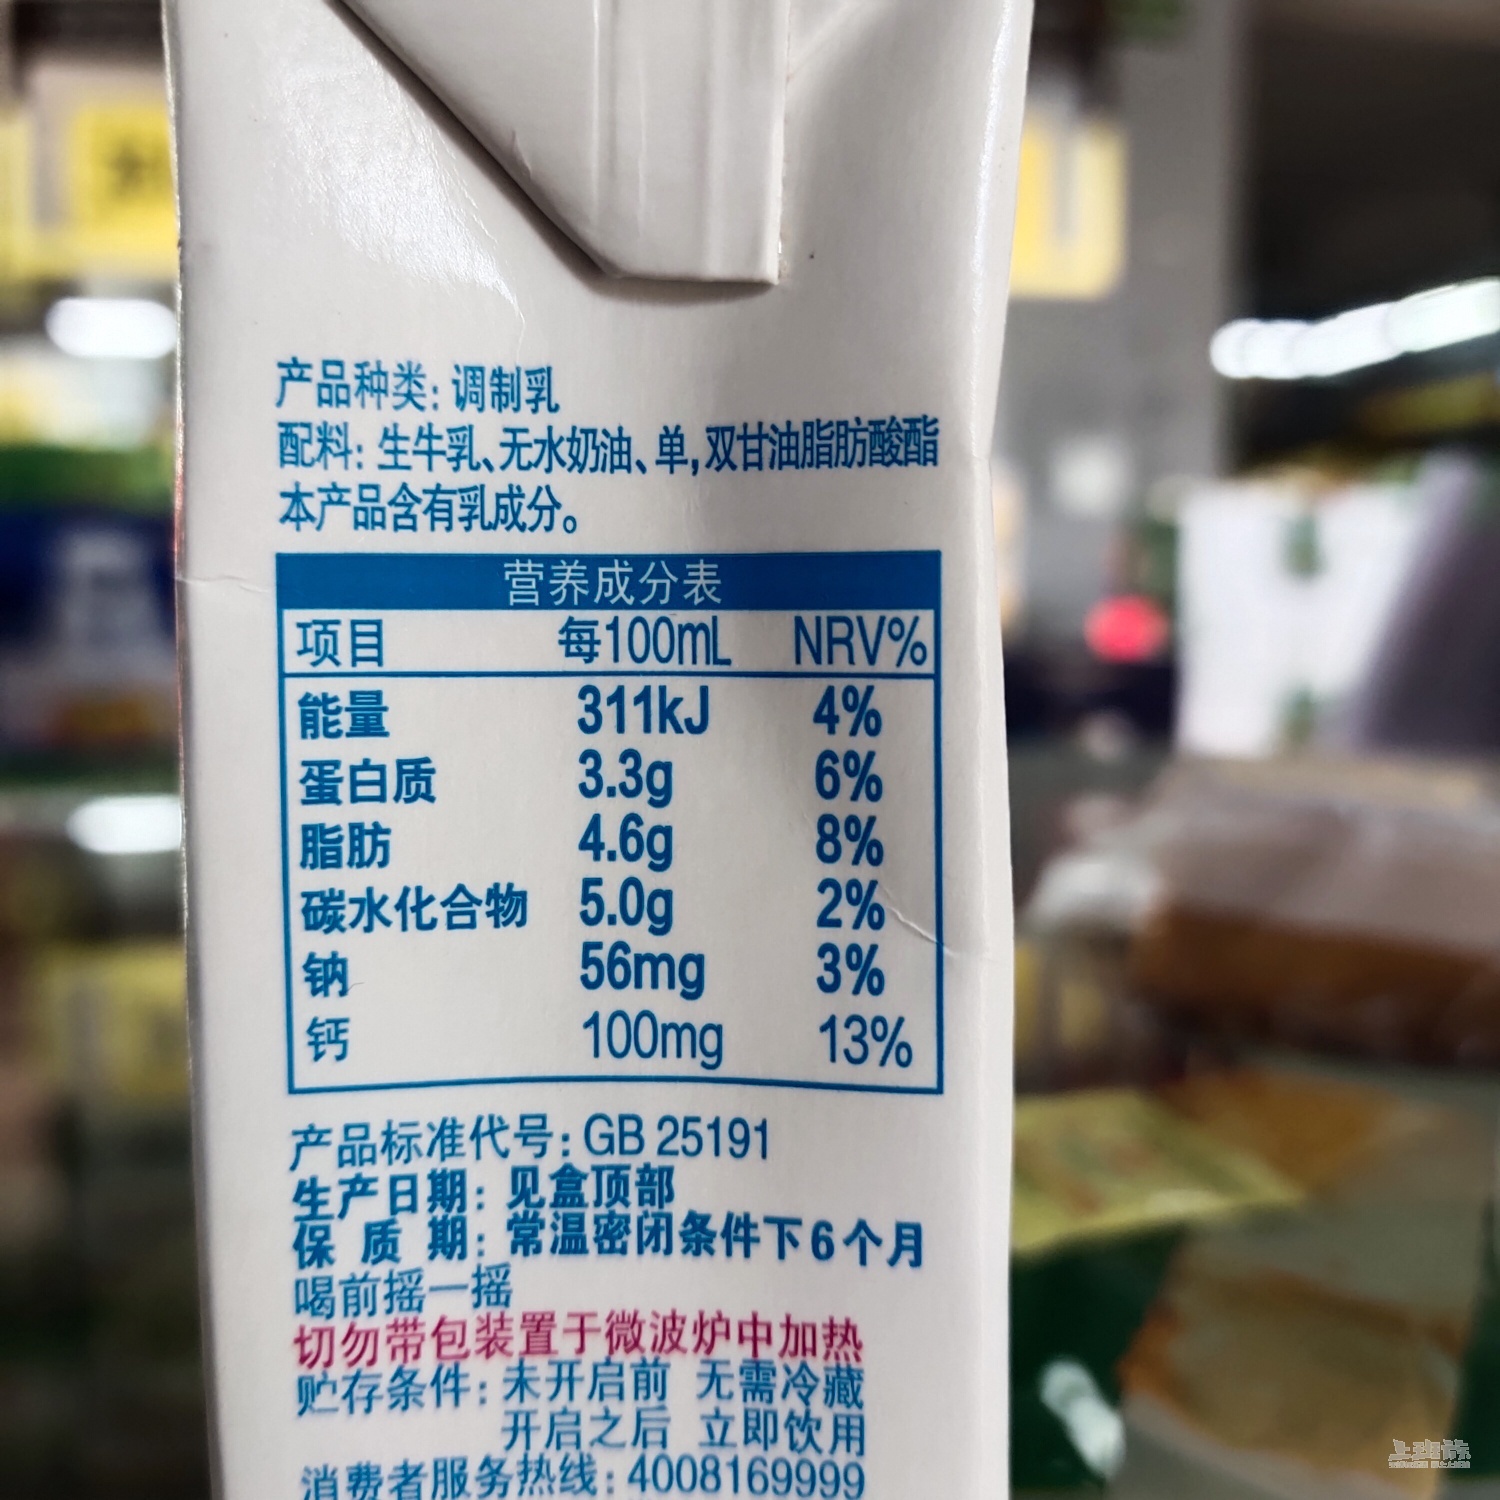 产品种类：调制乳
配料：生牛乳、无水奶油、单，双甘油脂肪酸酯
本产品含有乳成分。
营养成分表
项目 每100mL NRV%
能量 311kJ 4%
蛋白质 3.3g 6%
脂肪 4.6g 8%
碳水化合物 5.0g 2%
钠 56mg 3%
钙 100mg 13%
产品标准代号：GB 25191
生产日期：见盒顶部
保质期：常温密闭条件下6个月
喝前摇一摇
切勿带包装置于微波炉中加热
贮存条件：未开启前 无需冷藏
开启之后 立即饮用
消费者服务热线：4008169999
上班族